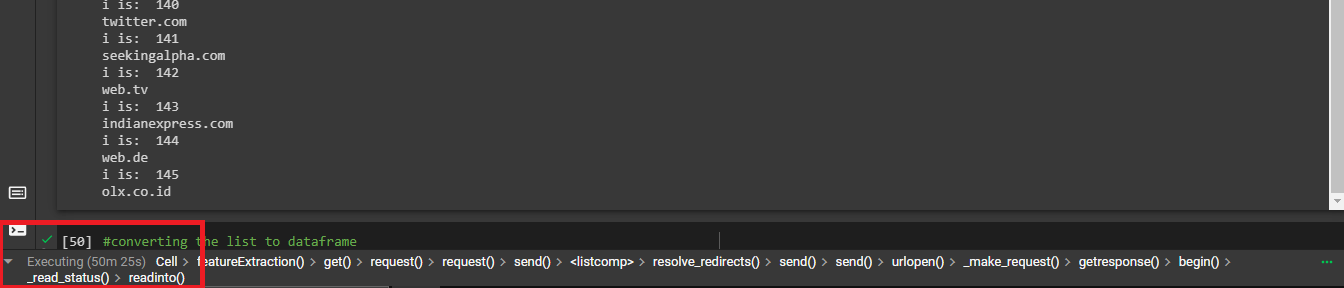 i is:  140
twitter.com
i is:  141
seekingalpha.com
i is:  142
web.tv
i is:  143
indianexpress.com
i is:  144
web.de
i is:  145
olx.co.id
[50] #converting the list to dataframe
Executing (50m 25s) Cell > featureExtraction() > get() > request() > request() > send() > <listcomp> > resolve_redirects() > send() > send() > urlopen() > _make_request() > getresponse() > begin() >
_read_status() > readinto()